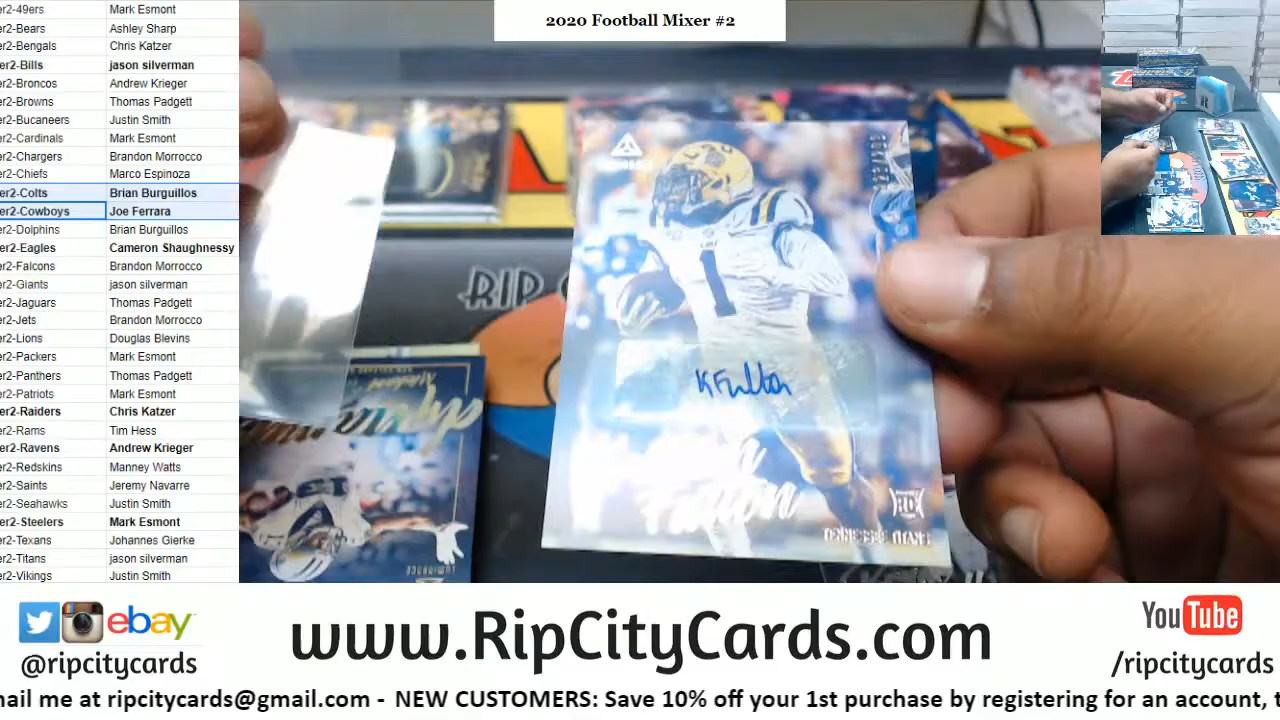 2020 Football Mixer #2
er2-49ers Mark Esmont
er2-Bears Ashley Sharp
er2-Bengals Chris Katzer
er2-Bills jason silverman
er2-Broncos Andrew Krieger
er2-Browns Thomas Padgett
er2-Bucaneers Justin Smith
er2-Cardinals Mark Esmont
er2-Chargers Brandon Morrocco
er2-Chiefs Marco Espinoza
er2-Colts Brian Burguillos
er2-Cowboys Joe Ferrara
er2-Dolphins Brian Burguillos
er2-Eagles Cameron Shaughnessy
er2-Falcons Brandon Morrocco
er2-Giants jason silverman
er2-Jaguars Thomas Padgett
er2-Jets Brandon Morrocco
er2-Lions Douglas Blevins
er2-Packers Mark Esmont
er2-Panthers Thomas Padgett
er2-Patriots Mark Esmont
er2-Raiders Chris Katzer
er2-Rams Tim Hess
er2-Ravens Andrew Krieger
er2-Redskins Manney Watts
er2-Saints Jeremy Navarre
er2-Seahawks Justin Smith
er2-Steelers Mark Esmont
er2-Texans Johannes Gierke
er2-Titans jason silverman
er2-Vikings Justin Smith
RIP
1
KFulton
Fulton
TENNESSEE TITANS
ebay
@ripcitycards
www.RipCityCards.com
YouTube
/ripcitycards
nail me at ripcitycards@gmail.com - NEW CUSTOMERS: Save 10% off your 1st purchase by registering for an account, t